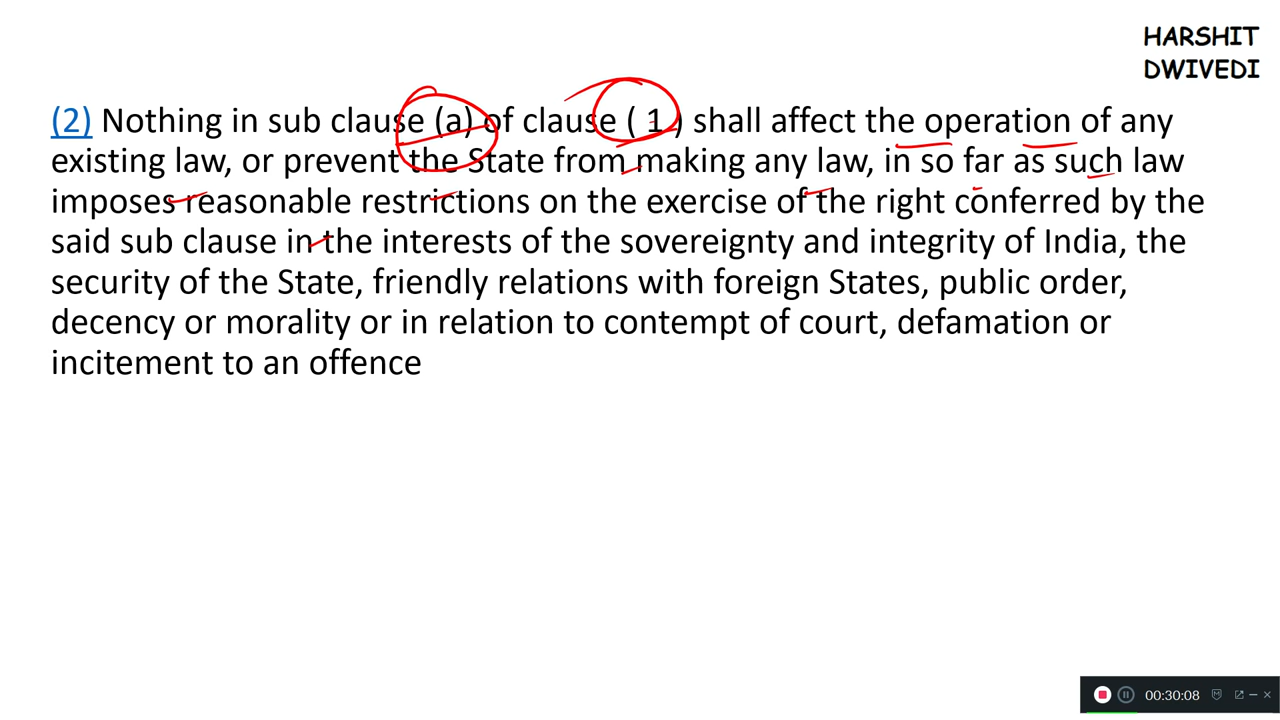 HARSHIT
DWIVEDI
(2) Nothing in sub clause (a) of clause ( 1 ) shall affect the operation of any
existing law, or prevent the State from making any law, in so far as such law
imposes reasonable restrictions on the exercise of the right conferred by the
said sub clause in the interests of the sovereignty and integrity of India, the
security of the State, friendly relations with foreign States, public order,
decency or morality or in relation to contempt of court, defamation or
incitement to an offence
00:30:08